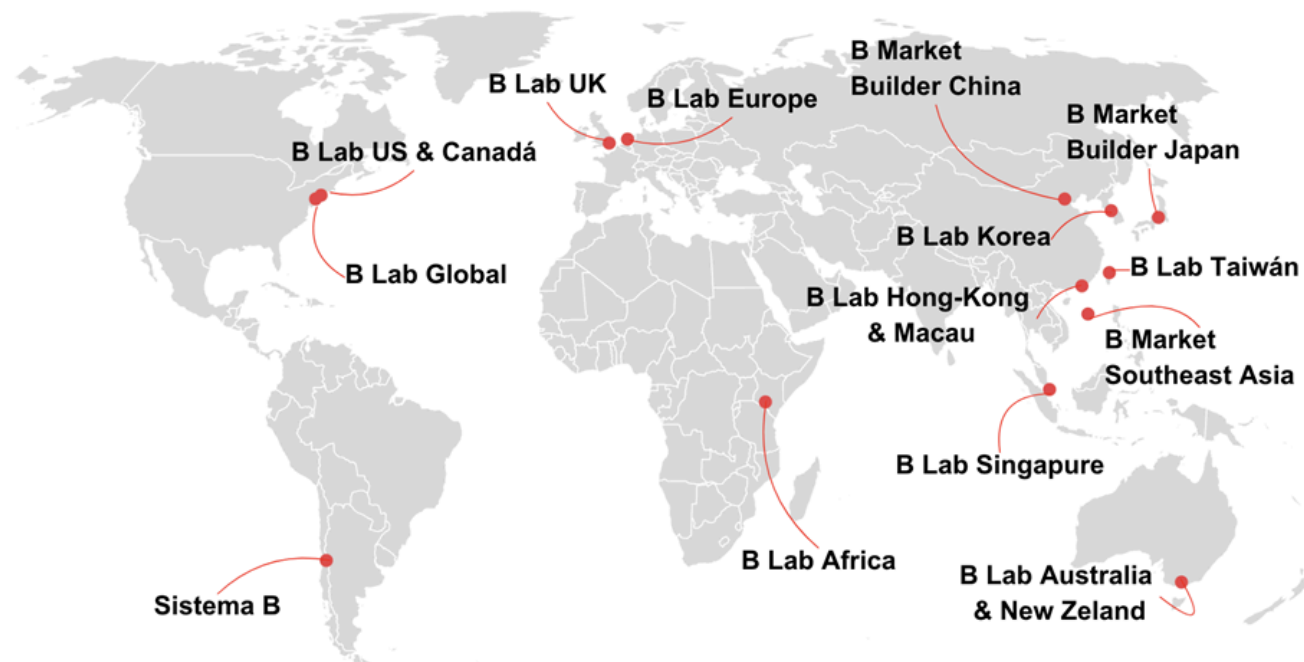 B Market
Builder China
B Lab UK
B Lab Europe
B Market
Builder Japan
B Lab US & Canadá
B Lab Korea
B Lab Global
B Lab Taiwán
B Lab Hong-Kong
& Macau
B Market
Southeast Asia
B Lab Singapure
B Lab Africa
B Lab Australia
& New Zeland
Sistema B